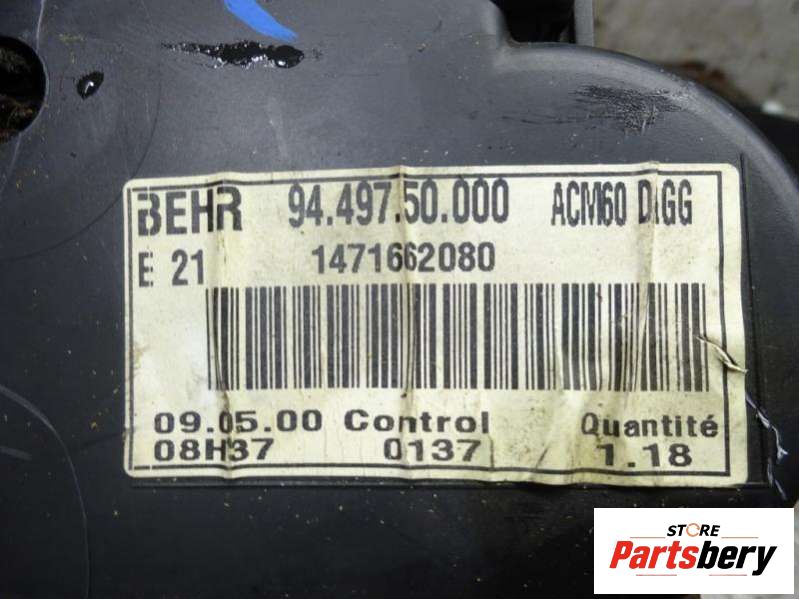 BEHR 94.497.50.000 ACM60 D.GG
E 21 1471662080
09.05.00 Control Quantité
08H37 0137 1.18
STORE
Partsbery